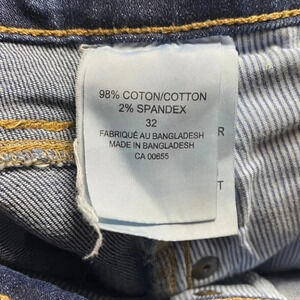 98% COTON/COTTON
2% SPANDEX
32
FABRIQUÉ AU BANGLADESH
MADE IN BANGLADESH
CA 00655
R
T